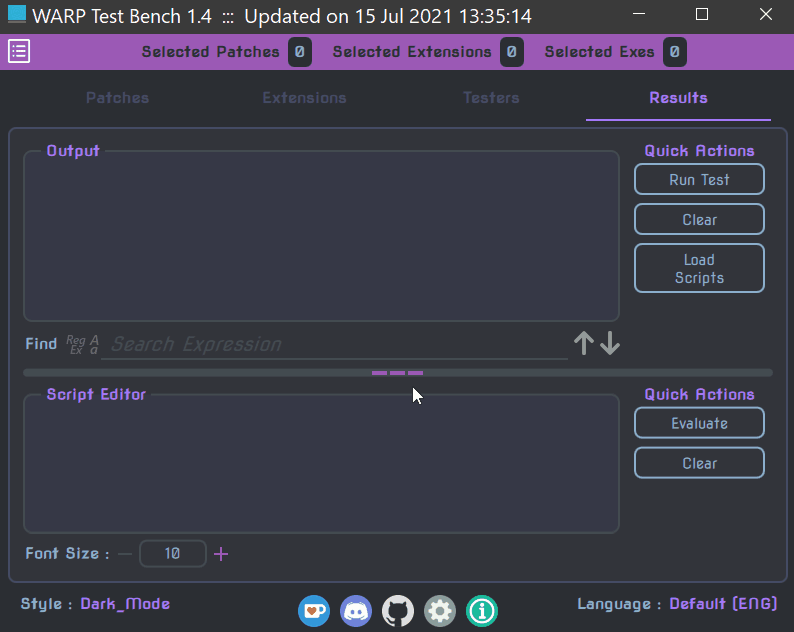 WARP Test Bench 1.4 ::: Updated on 15 Jul 2021 13:35:14
Selected Patches 0 Selected Extensions 0 Selected Exes 0
Patches Extensions Testers Results
Output
Quick Actions
Run Test
Clear
Load
Scripts
Find Reg Ex A a Search Expression
Script Editor
Quick Actions
Evaluate
Clear
Font Size : — 10 +
Style : Dark_Mode
Language : Default (ENG)